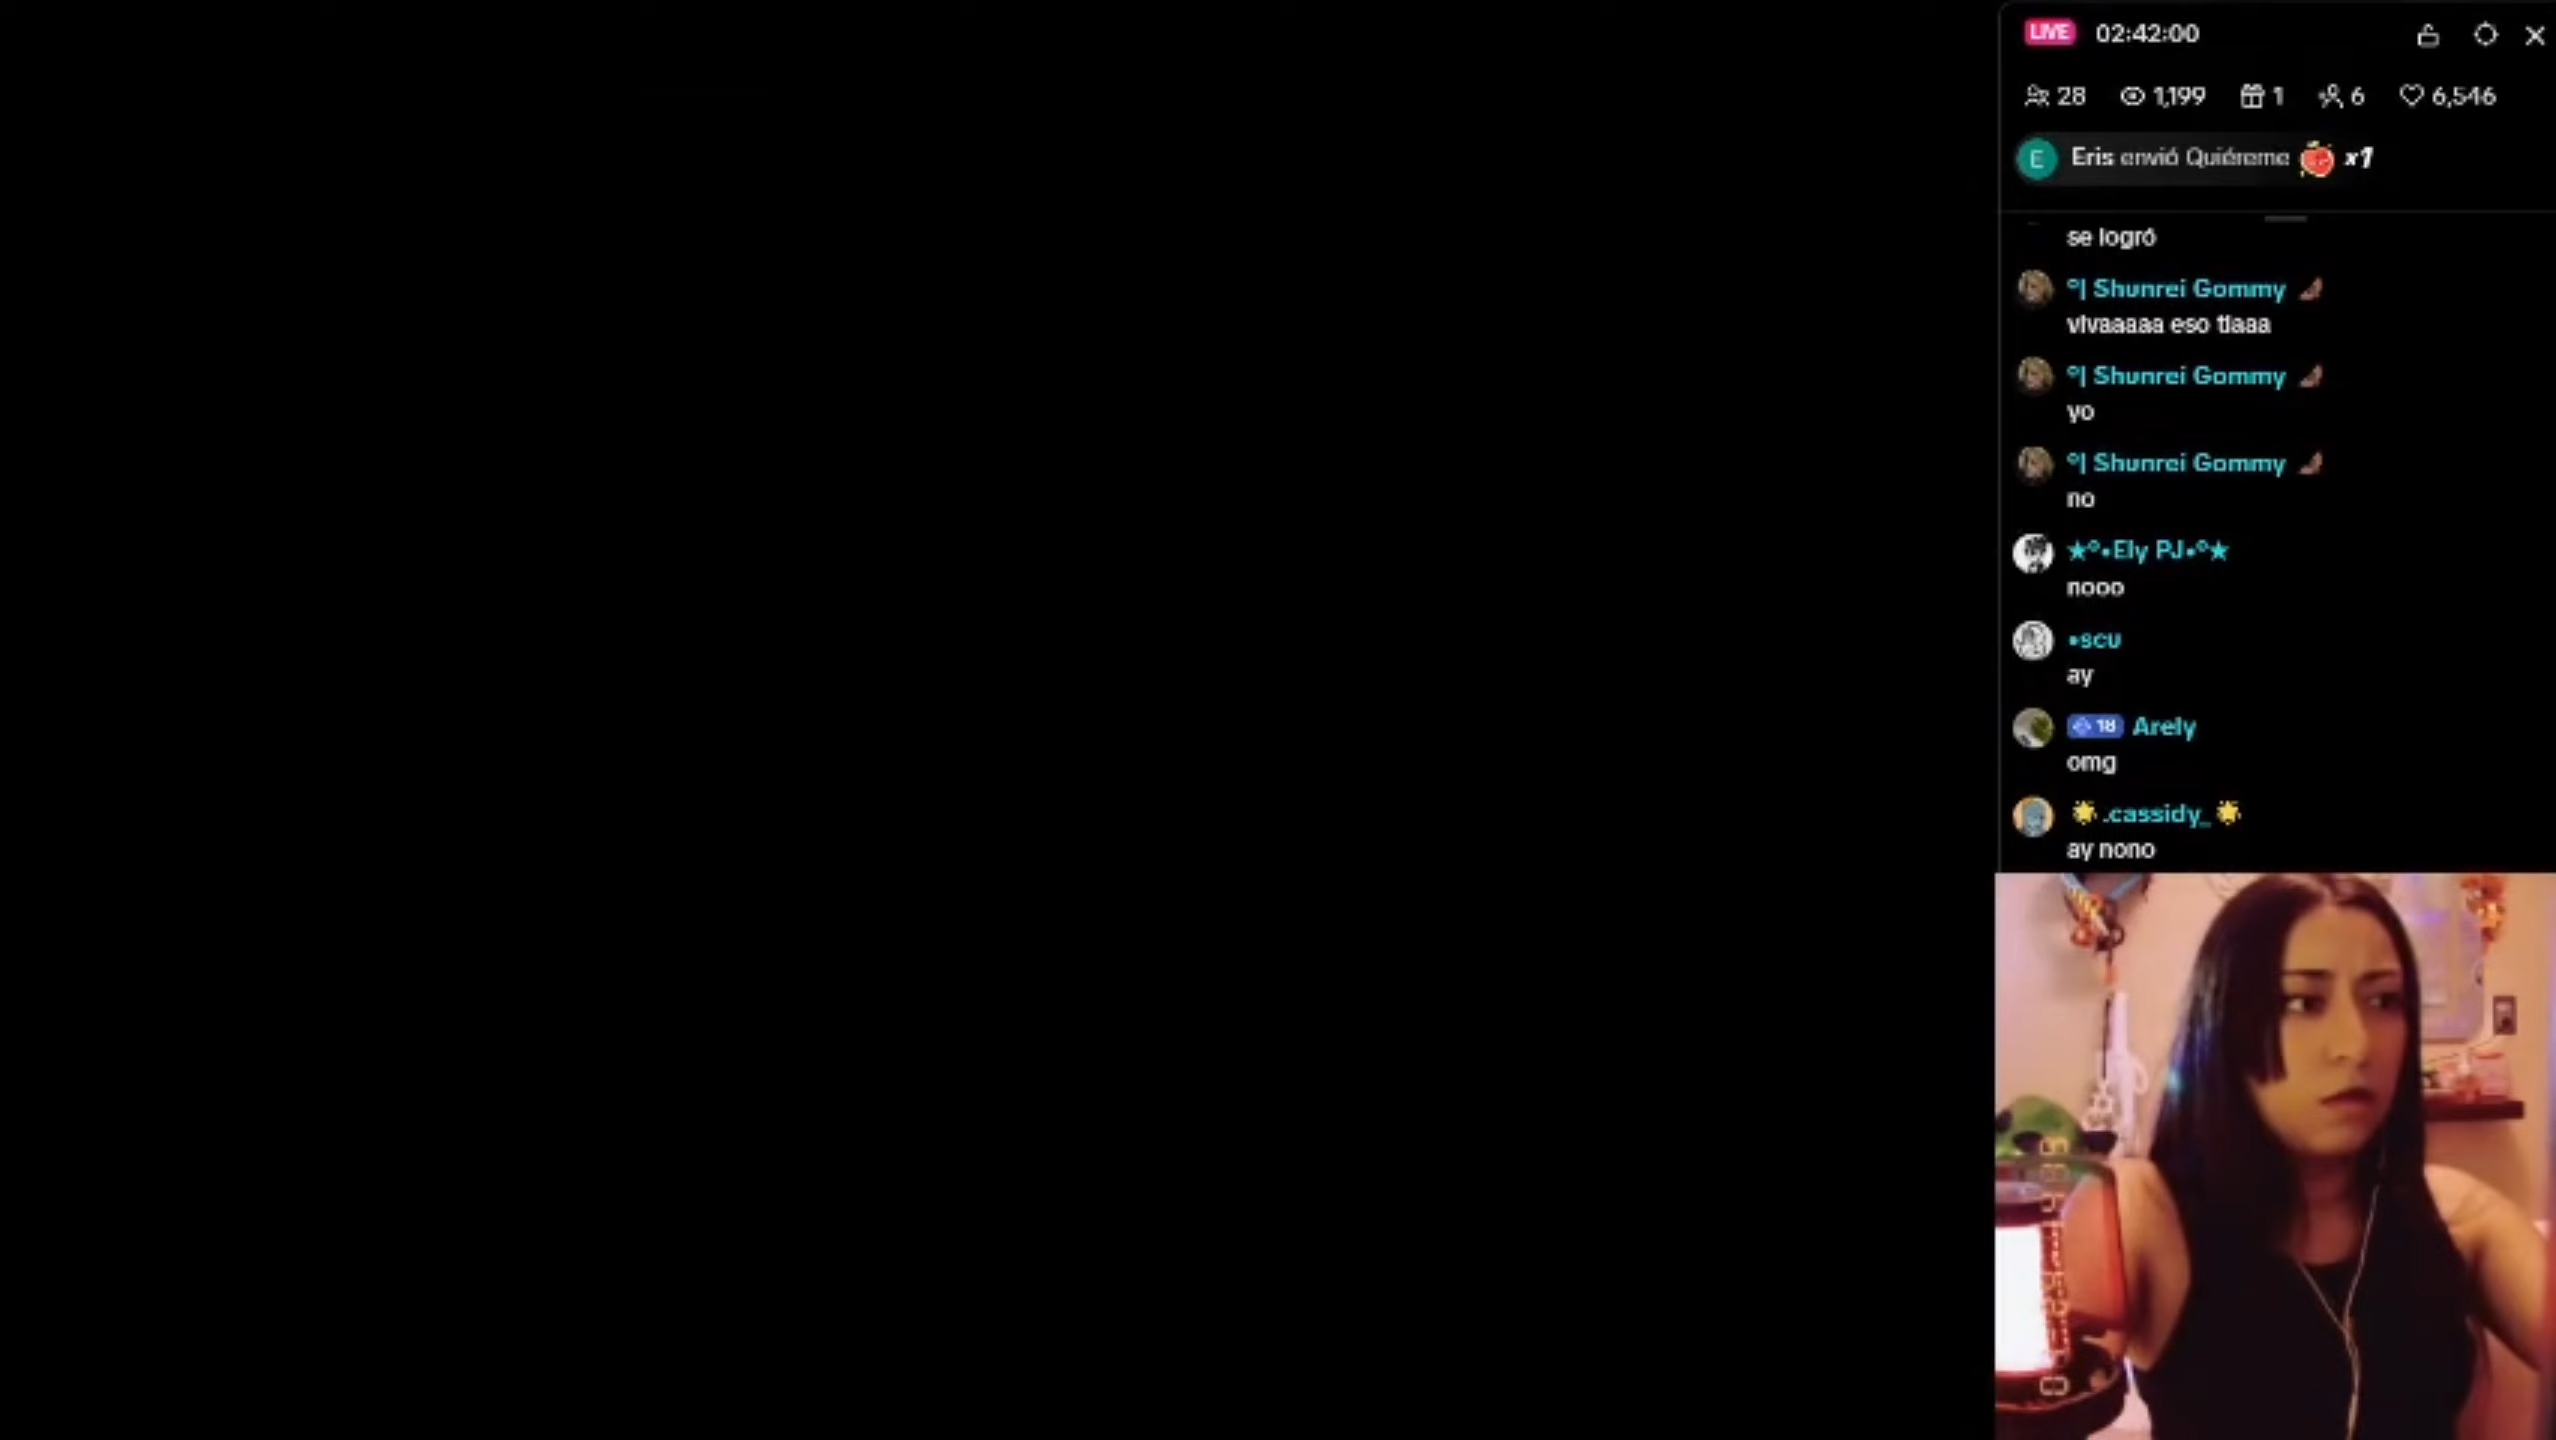 LIVE 02:42:00
28 1,199 1 6 6,546
E Eris envió Quiéreme x1
se logró
°| Shunrei Gommy
vivaaaaa eso tiaaa
°| Shunrei Gommy
yo
°| Shunrei Gommy
no
★°•Ely PJ•°★
nooo
•scu
ay
18 Arely
omg
.cassidy_
ay nono